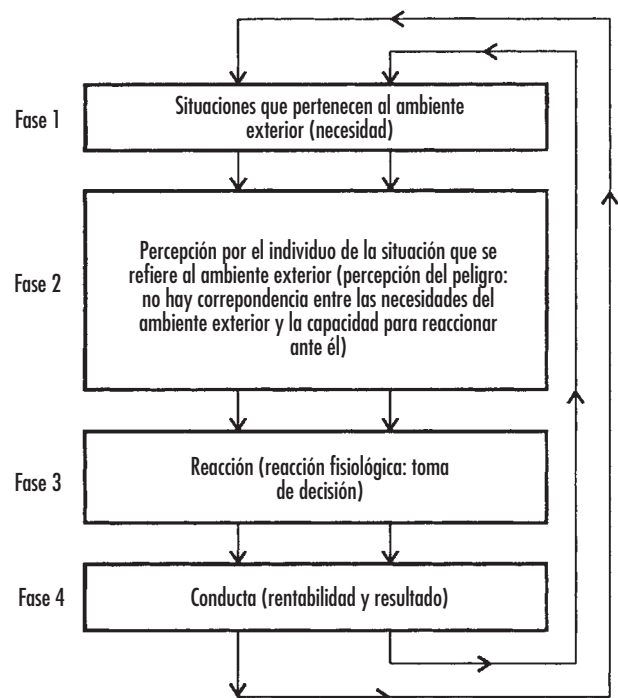 Fase 1
Situaciones que pertenecen al ambiente
exterior (necesidad)
Fase 2
Percepción por el individuo de la situación que se
refiere al ambiente exterior (percepción del peligro:
no hay correpondencia entre las necesidades del
ambiente exterior y la capacidad para reaccionar
ante él)
Fase 3
Reacción (reacción fisiológica: toma
de decisión)
Fase 4
Conducta (rentabilidad y resultado)